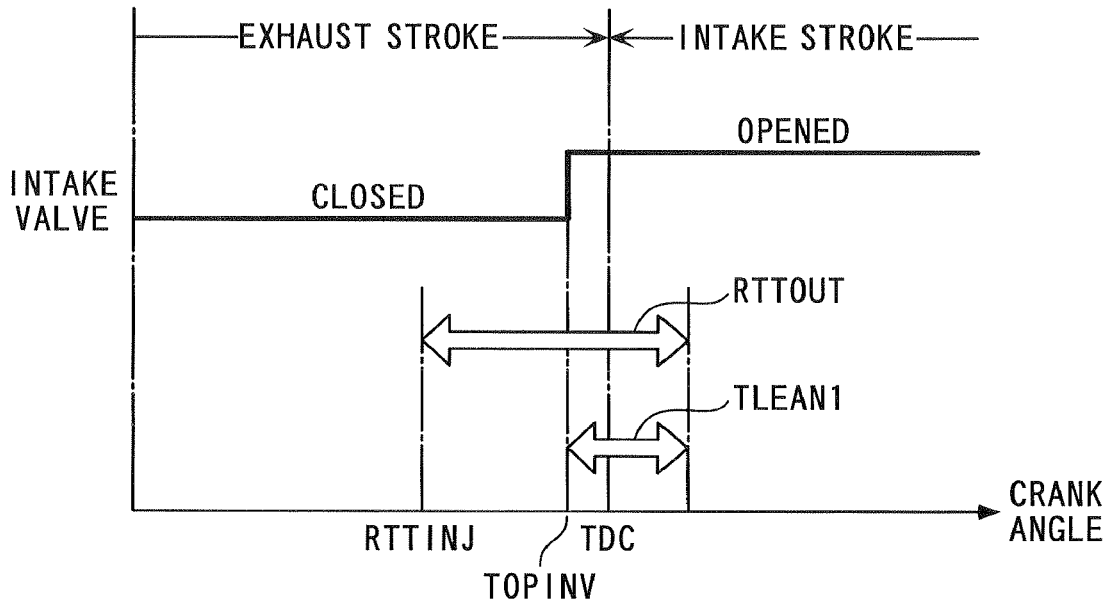 EXHAUST STROKE
INTAKE STROKE
OPENED
INTAKE
VALVE
CLOSED
RTTOUT
TLEAN1
CRANK
ANGLE
RTTINJ
TDC
TOPINV